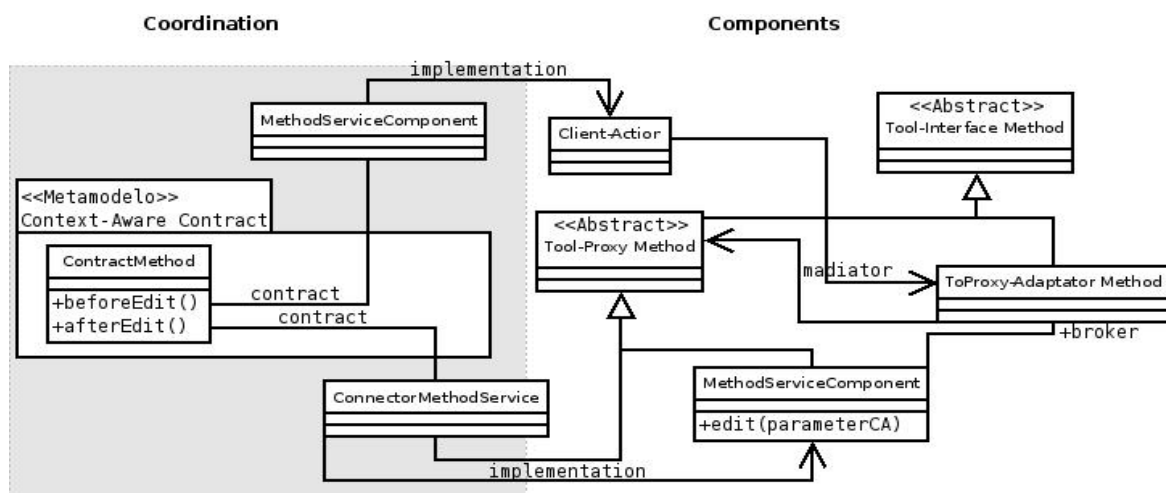 Coordination
Components
implementation
MethodServiceComponent
Client-Action
<<Abstract>>
Tool-Interface Method
<<Metamodelo>>
Context-Aware Contract
<<Abstract>>
Tool-Proxy Method
ContractMethod
+beforeEdit()
+afterEdit()
contract
contract
madiator
ToProxy-Adaptator Method
+broker
ConnectorMethodService
MethodServiceComponent
+edit(parameterCA)
implementation